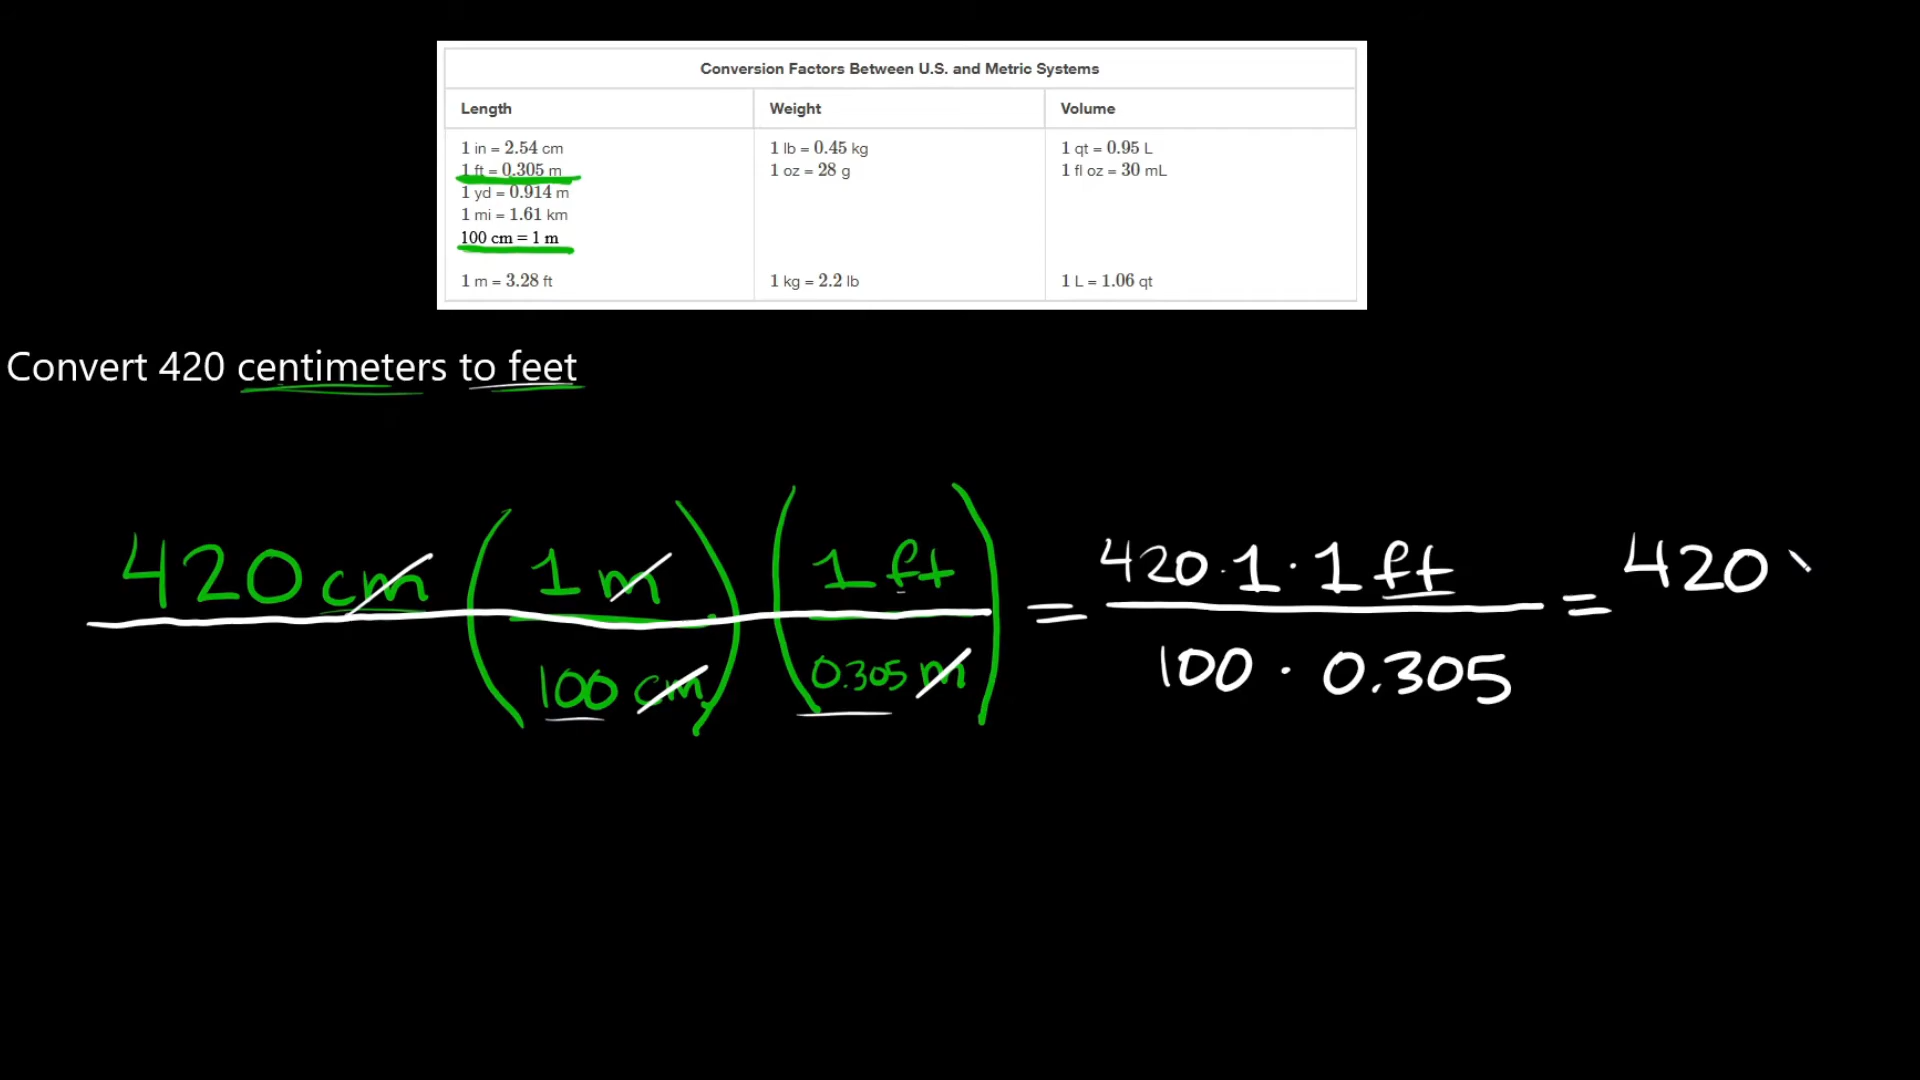 Conversion Factors Between U.S. and Metric Systems
Length Weight Volume
1 in = 2.54 cm 1 lb = 0.45 kg 1 qt = 0.95 L
1 ft = 0.305 m 1 oz = 28 g 1 fl oz = 30 mL
1 yd = 0.914 m
1 mi = 1.61 km
100 cm = 1 m
1 m = 3.28 ft 1 kg = 2.2 lb 1 L = 1.06 qt
Convert 420 centimeters to feet
420 cm ( 1 m ) ( 1 ft ) = 420 · 1 · 1 ft = 420
100 cm 0.305 m 100 · 0.305